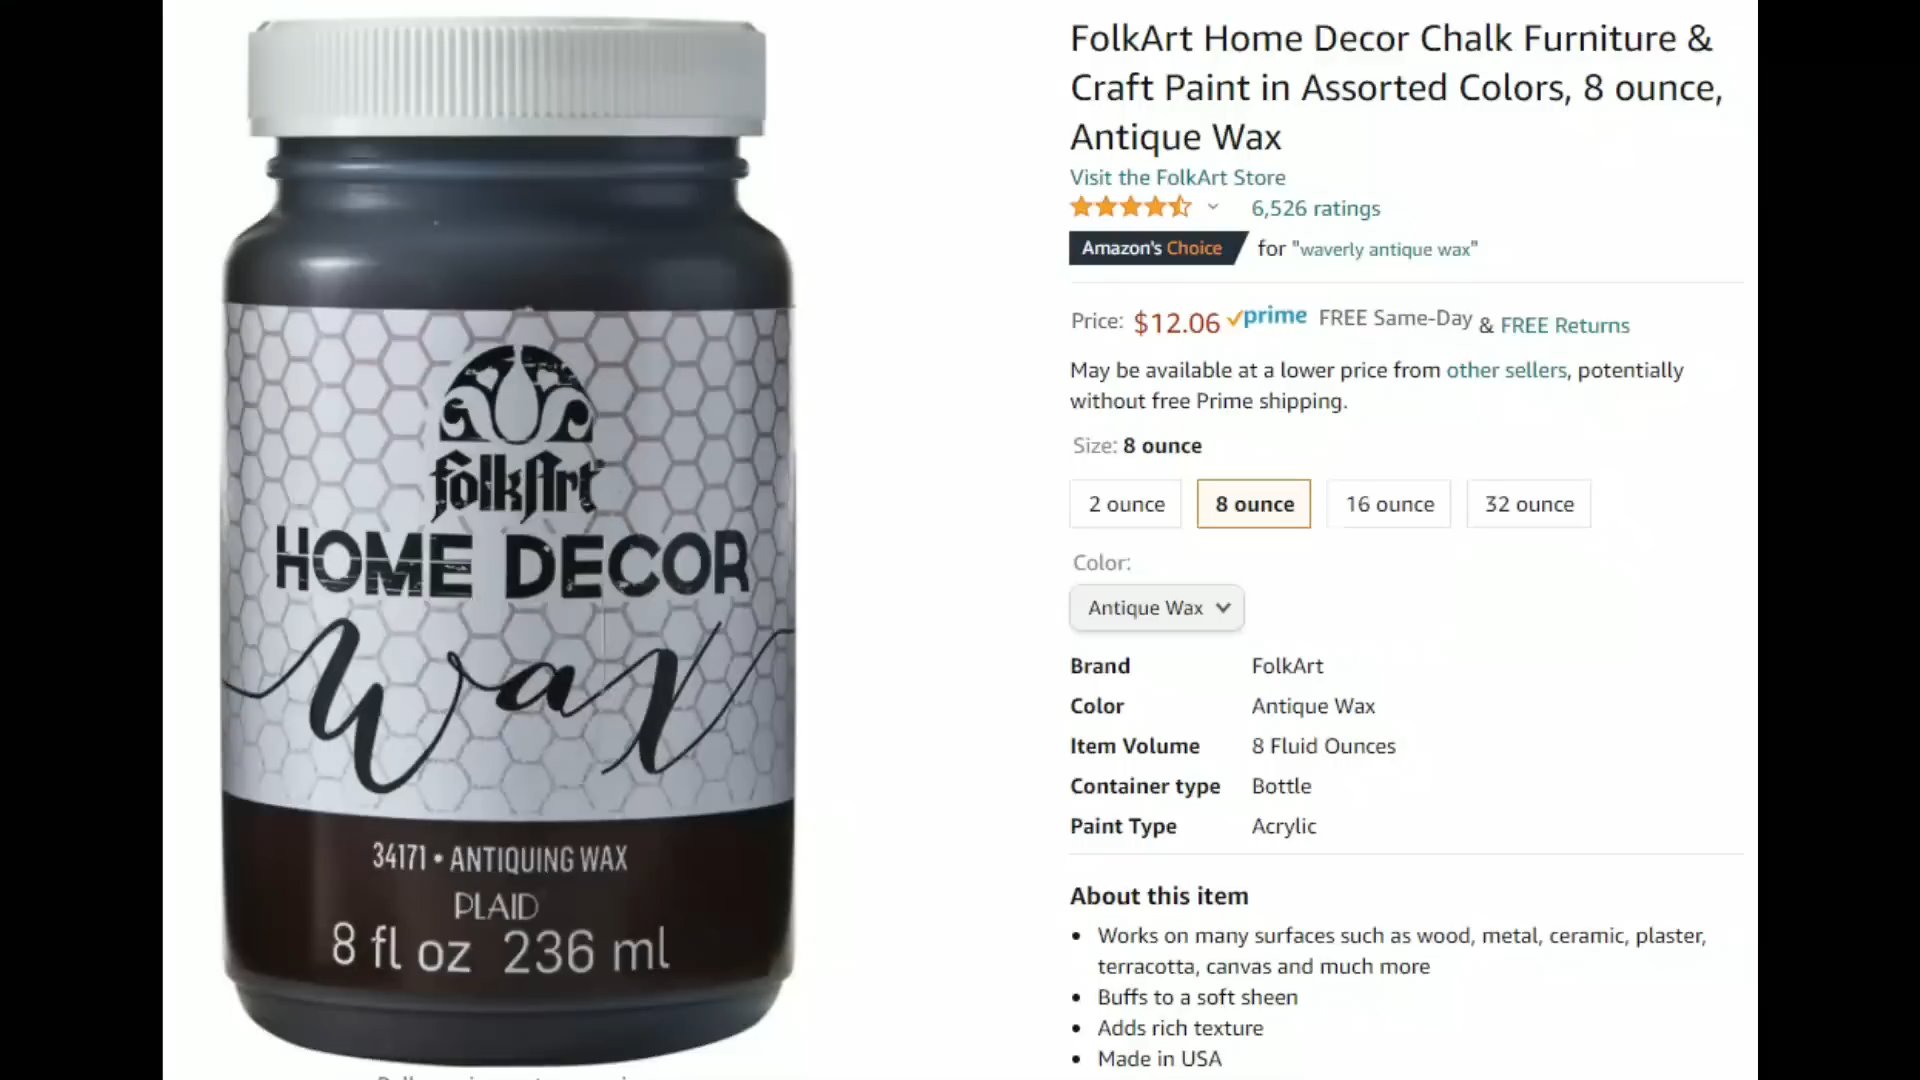 folkArt
HOME DECOR
Wax
34171 • ANTIQUING WAX
PLAID
8 fl oz 236 ml
FolkArt Home Decor Chalk Furniture &
Craft Paint in Assorted Colors, 8 ounce,
Antique Wax
Visit the FolkArt Store
6,526 ratings
Amazon's Choice for "waverly antique wax"
Price: $12.06 prime FREE Same-Day & FREE Returns
May be available at a lower price from other sellers, potentially
without free Prime shipping.
Size: 8 ounce
2 ounce 8 ounce 16 ounce 32 ounce
Color:
Antique Wax
Brand FolkArt
Color Antique Wax
Item Volume 8 Fluid Ounces
Container type Bottle
Paint Type Acrylic
About this item
• Works on many surfaces such as wood, metal, ceramic, plaster,
terracotta, canvas and much more
• Buffs to a soft sheen
• Adds rich texture
• Made in USA